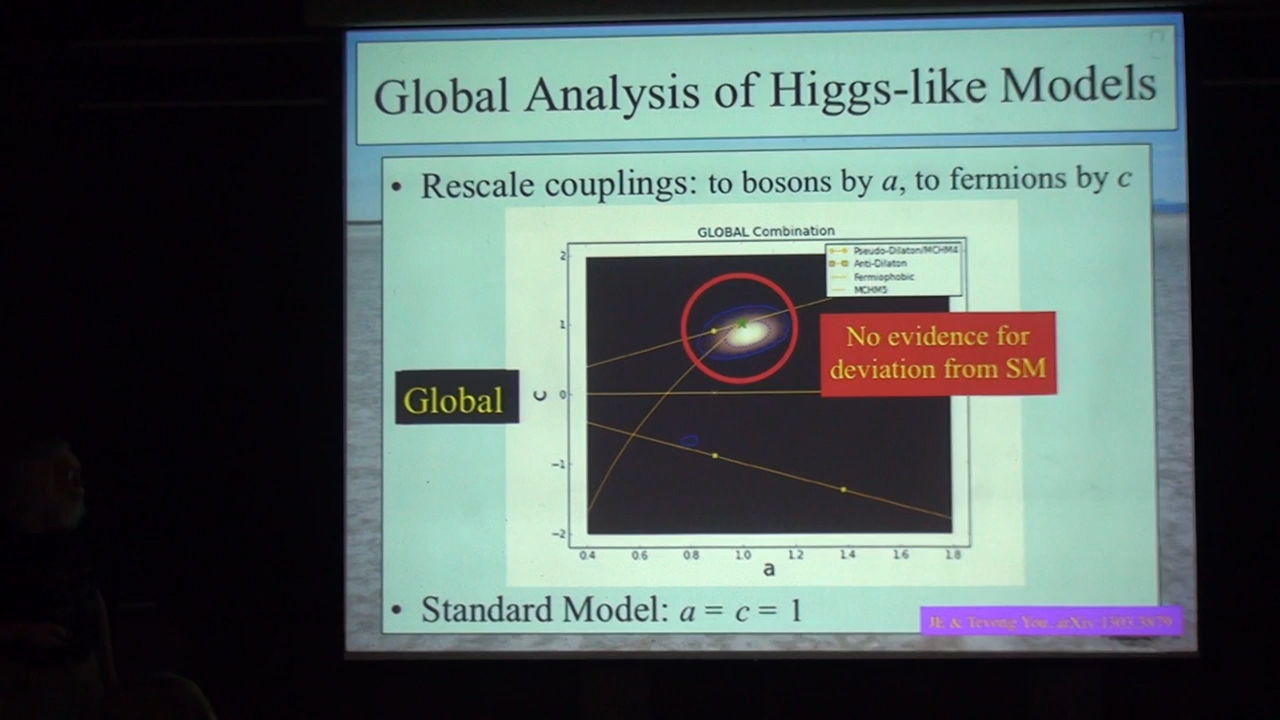 Global Analysis of Higgs-like Models
• Rescale couplings: to bosons by a, to fermions by c
GLOBAL Combination
Pseudo-Dilaton/MCHM4
Anti-Dilaton
Fermiophobic
MCHM5
2
1
0
−1
−2
c
0.4 0.6 0.8 1.0 1.2 1.4 1.6 1.8
a
Global
No evidence for
deviation from SM
• Standard Model: a = c = 1
JE & Tevong You, arXiv:1303.3879